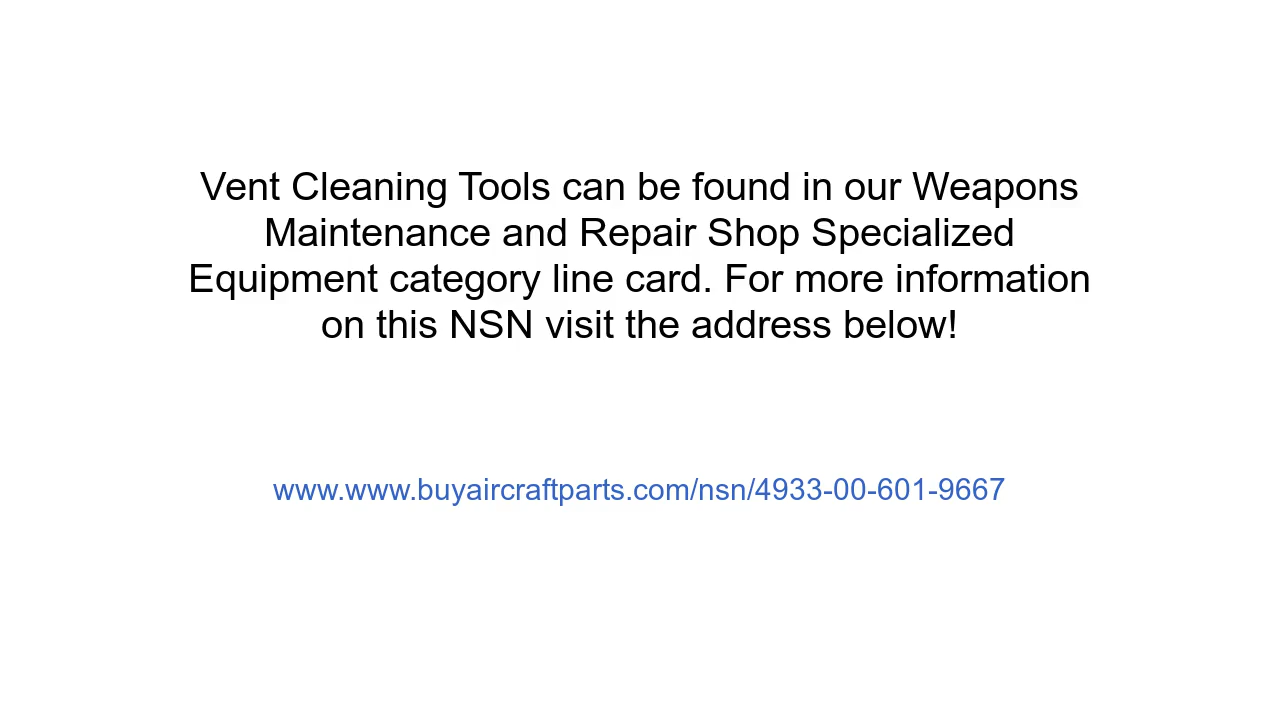 Vent Cleaning Tools can be found in our Weapons
Maintenance and Repair Shop Specialized
Equipment category line card. For more information
on this NSN visit the address below!
www.www.buyaircraftparts.com/nsn/4933-00-601-9667